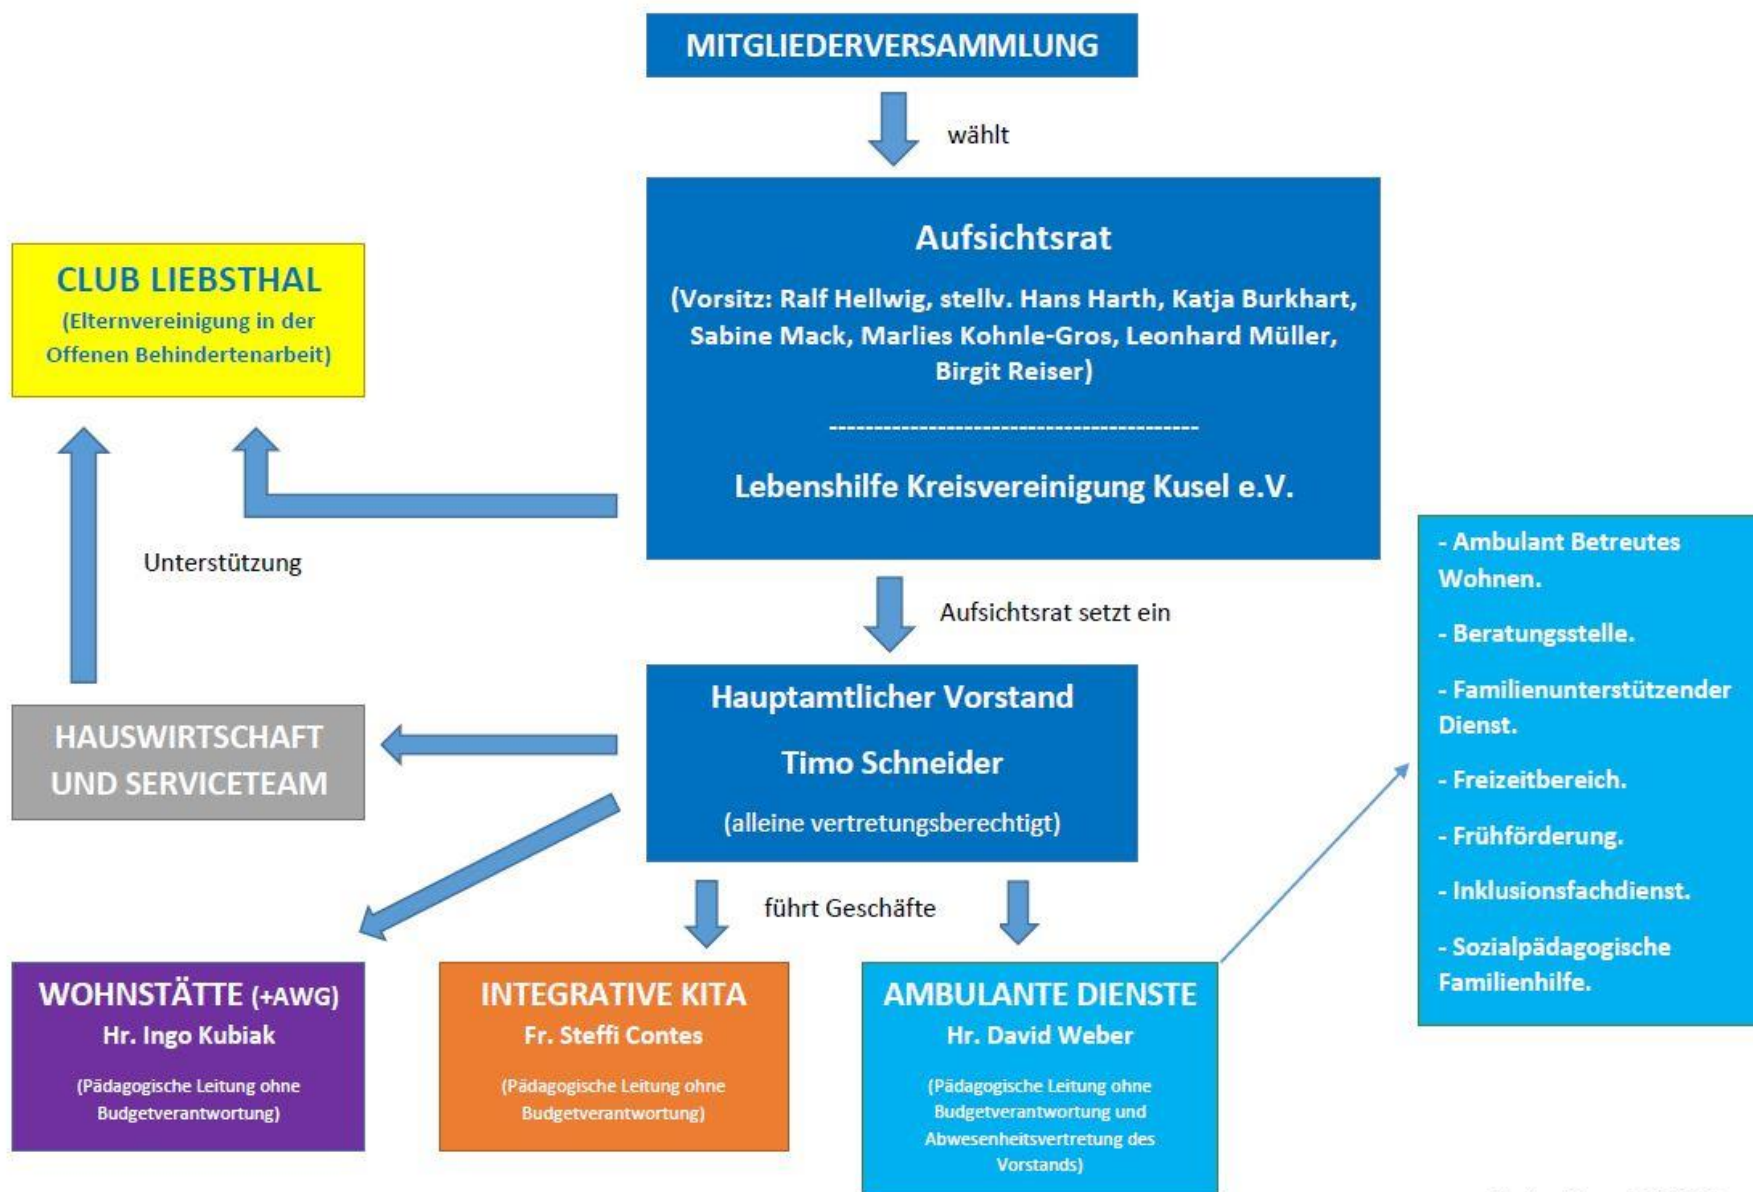 MITGLIEDERVERSAMMLUNG
wählt
Aufsichtsrat
(Vorsitz: Ralf Hellwig, stellv. Hans Harth, Katja Burkhart,
Sabine Mack, Marlies Kohnle-Gros, Leonhard Müller,
Birgit Reiser)
-----------------------------------------
Lebenshilfe Kreisvereinigung Kusel e.V.
CLUB LIEBSTHAL
(Elternvereinigung in der
Offenen Behindertenarbeit)
Unterstützung
Aufsichtsrat setzt ein
Hauptamtlicher Vorstand
Timo Schneider
(alleine vertretungsberechtigt)
HAUSWIRTSCHAFT
UND SERVICETEAM
führt Geschäfte
- Ambulant Betreutes
Wohnen.
- Beratungsstelle.
- Familienunterstützender
Dienst.
- Freizeitbereich.
- Frühförderung.
- Inklusionsfachdienst.
- Sozialpädagogische
Familienhilfe.
WOHNSTÄTTE (+AWG)
Hr. Ingo Kubiak
(Pädagogische Leitung ohne
Budgetverantwortung)
INTEGRATIVE KITA
Fr. Steffi Contes
(Pädagogische Leitung ohne
Budgetverantwortung)
AMBULANTE DIENSTE
Hr. David Weber
(Pädagogische Leitung ohne
Budgetverantwortung und
Abwesenheitsvertretung des
Vorstands)